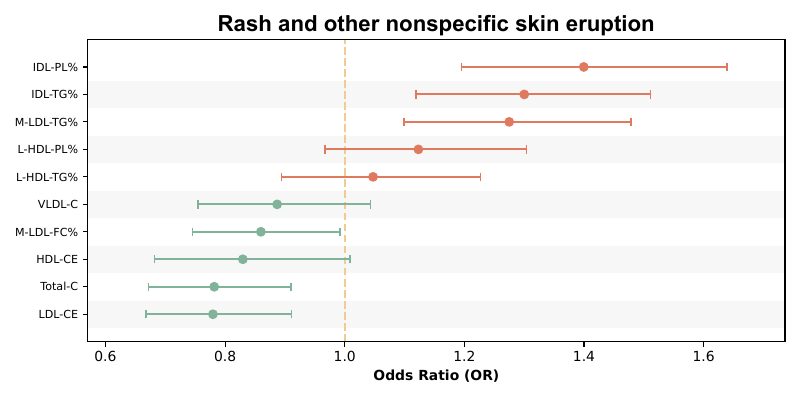 Rash and other nonspecific skin eruption
IDL-PL%
IDL-TG%
M-LDL-TG%
L-HDL-PL%
L-HDL-TG%
VLDL-C
M-LDL-FC%
HDL-CE
Total-C
LDL-CE
0.6 0.8 1.0 1.2 1.4 1.6
Odds Ratio (OR)